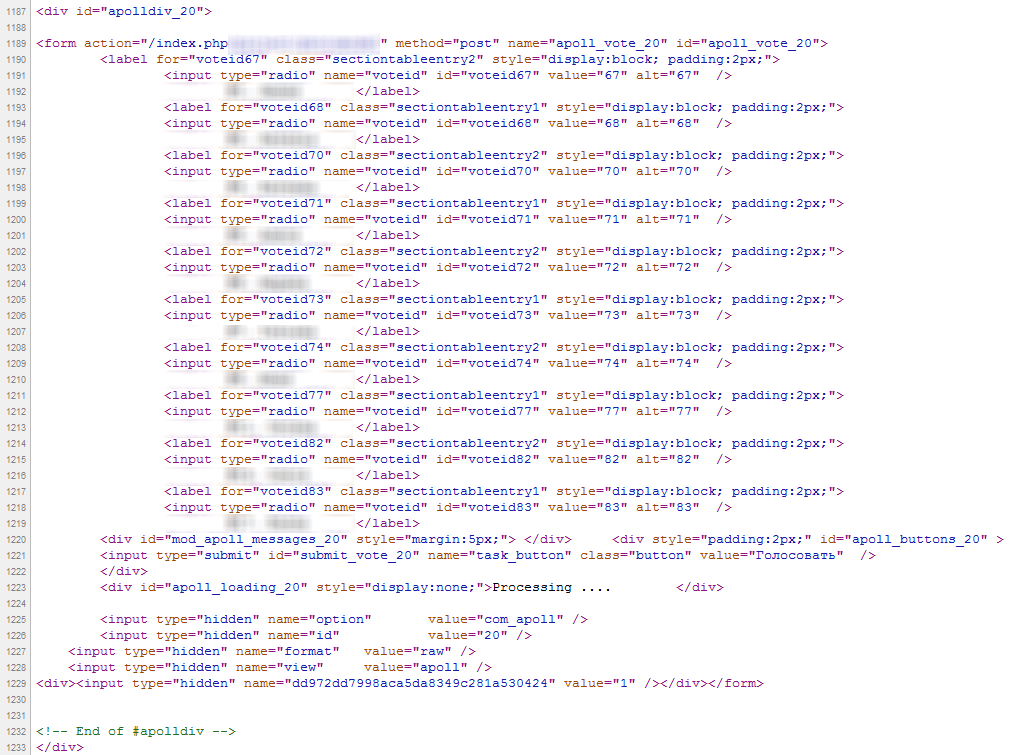 1187 <div id="apolldiv_20">
1188
1189 <form action="/index.php " method="post" name="apoll_vote_20" id="apoll_vote_20">
1190 <label for="voteid67" class="sectiontableentry2" style="display:block; padding:2px;">
1191 <input type="radio" name="voteid" id="voteid67" value="67" alt="67" />
1192 </label>
1193 <label for="voteid68" class="sectiontableentry1" style="display:block; padding:2px;">
1194 <input type="radio" name="voteid" id="voteid68" value="68" alt="68" />
1195 </label>
1196 <label for="voteid70" class="sectiontableentry2" style="display:block; padding:2px;">
1197 <input type="radio" name="voteid" id="voteid70" value="70" alt="70" />
1198 </label>
1199 <label for="voteid71" class="sectiontableentry1" style="display:block; padding:2px;">
1200 <input type="radio" name="voteid" id="voteid71" value="71" alt="71" />
1201 </label>
1202 <label for="voteid72" class="sectiontableentry2" style="display:block; padding:2px;">
1203 <input type="radio" name="voteid" id="voteid72" value="72" alt="72" />
1204 </label>
1205 <label for="voteid73" class="sectiontableentry1" style="display:block; padding:2px;">
1206 <input type="radio" name="voteid" id="voteid73" value="73" alt="73" />
1207 </label>
1208 <label for="voteid74" class="sectiontableentry2" style="display:block; padding:2px;">
1209 <input type="radio" name="voteid" id="voteid74" value="74" alt="74" />
1210 </label>
1211 <label for="voteid77" class="sectiontableentry1" style="display:block; padding:2px;">
1212 <input type="radio" name="voteid" id="voteid77" value="77" alt="77" />
1213 </label>
1214 <label for="voteid82" class="sectiontableentry2" style="display:block; padding:2px;">
1215 <input type="radio" name="voteid" id="voteid82" value="82" alt="82" />
1216 </label>
1217 <label for="voteid83" class="sectiontableentry1" style="display:block; padding:2px;">
1218 <input type="radio" name="voteid" id="voteid83" value="83" alt="83" />
1219 </label>
1220 <div id="mod_apoll_messages_20" style="margin:5px;"> </div> <div style="padding:2px;" id="apoll_buttons_20" >
1221 <input type="submit" id="submit_vote_20" name="task_button" class="button" value="Голосовать" />
1222 </div>
1223 <div id="apoll_loading_20" style="display:none;">Processing .... </div>
1224
1225 <input type="hidden" name="option" value="com_apoll" />
1226 <input type="hidden" name="id" value="20" />
1227 <input type="hidden" name="format" value="raw" />
1228 <input type="hidden" name="view" value="apoll" />
1229 <div><input type="hidden" name="dd972dd7998aca5da8349c281a530424" value="1" /></div></form>
1230
1231
1232 <!-- End of #apolldiv -->
1233 </div>